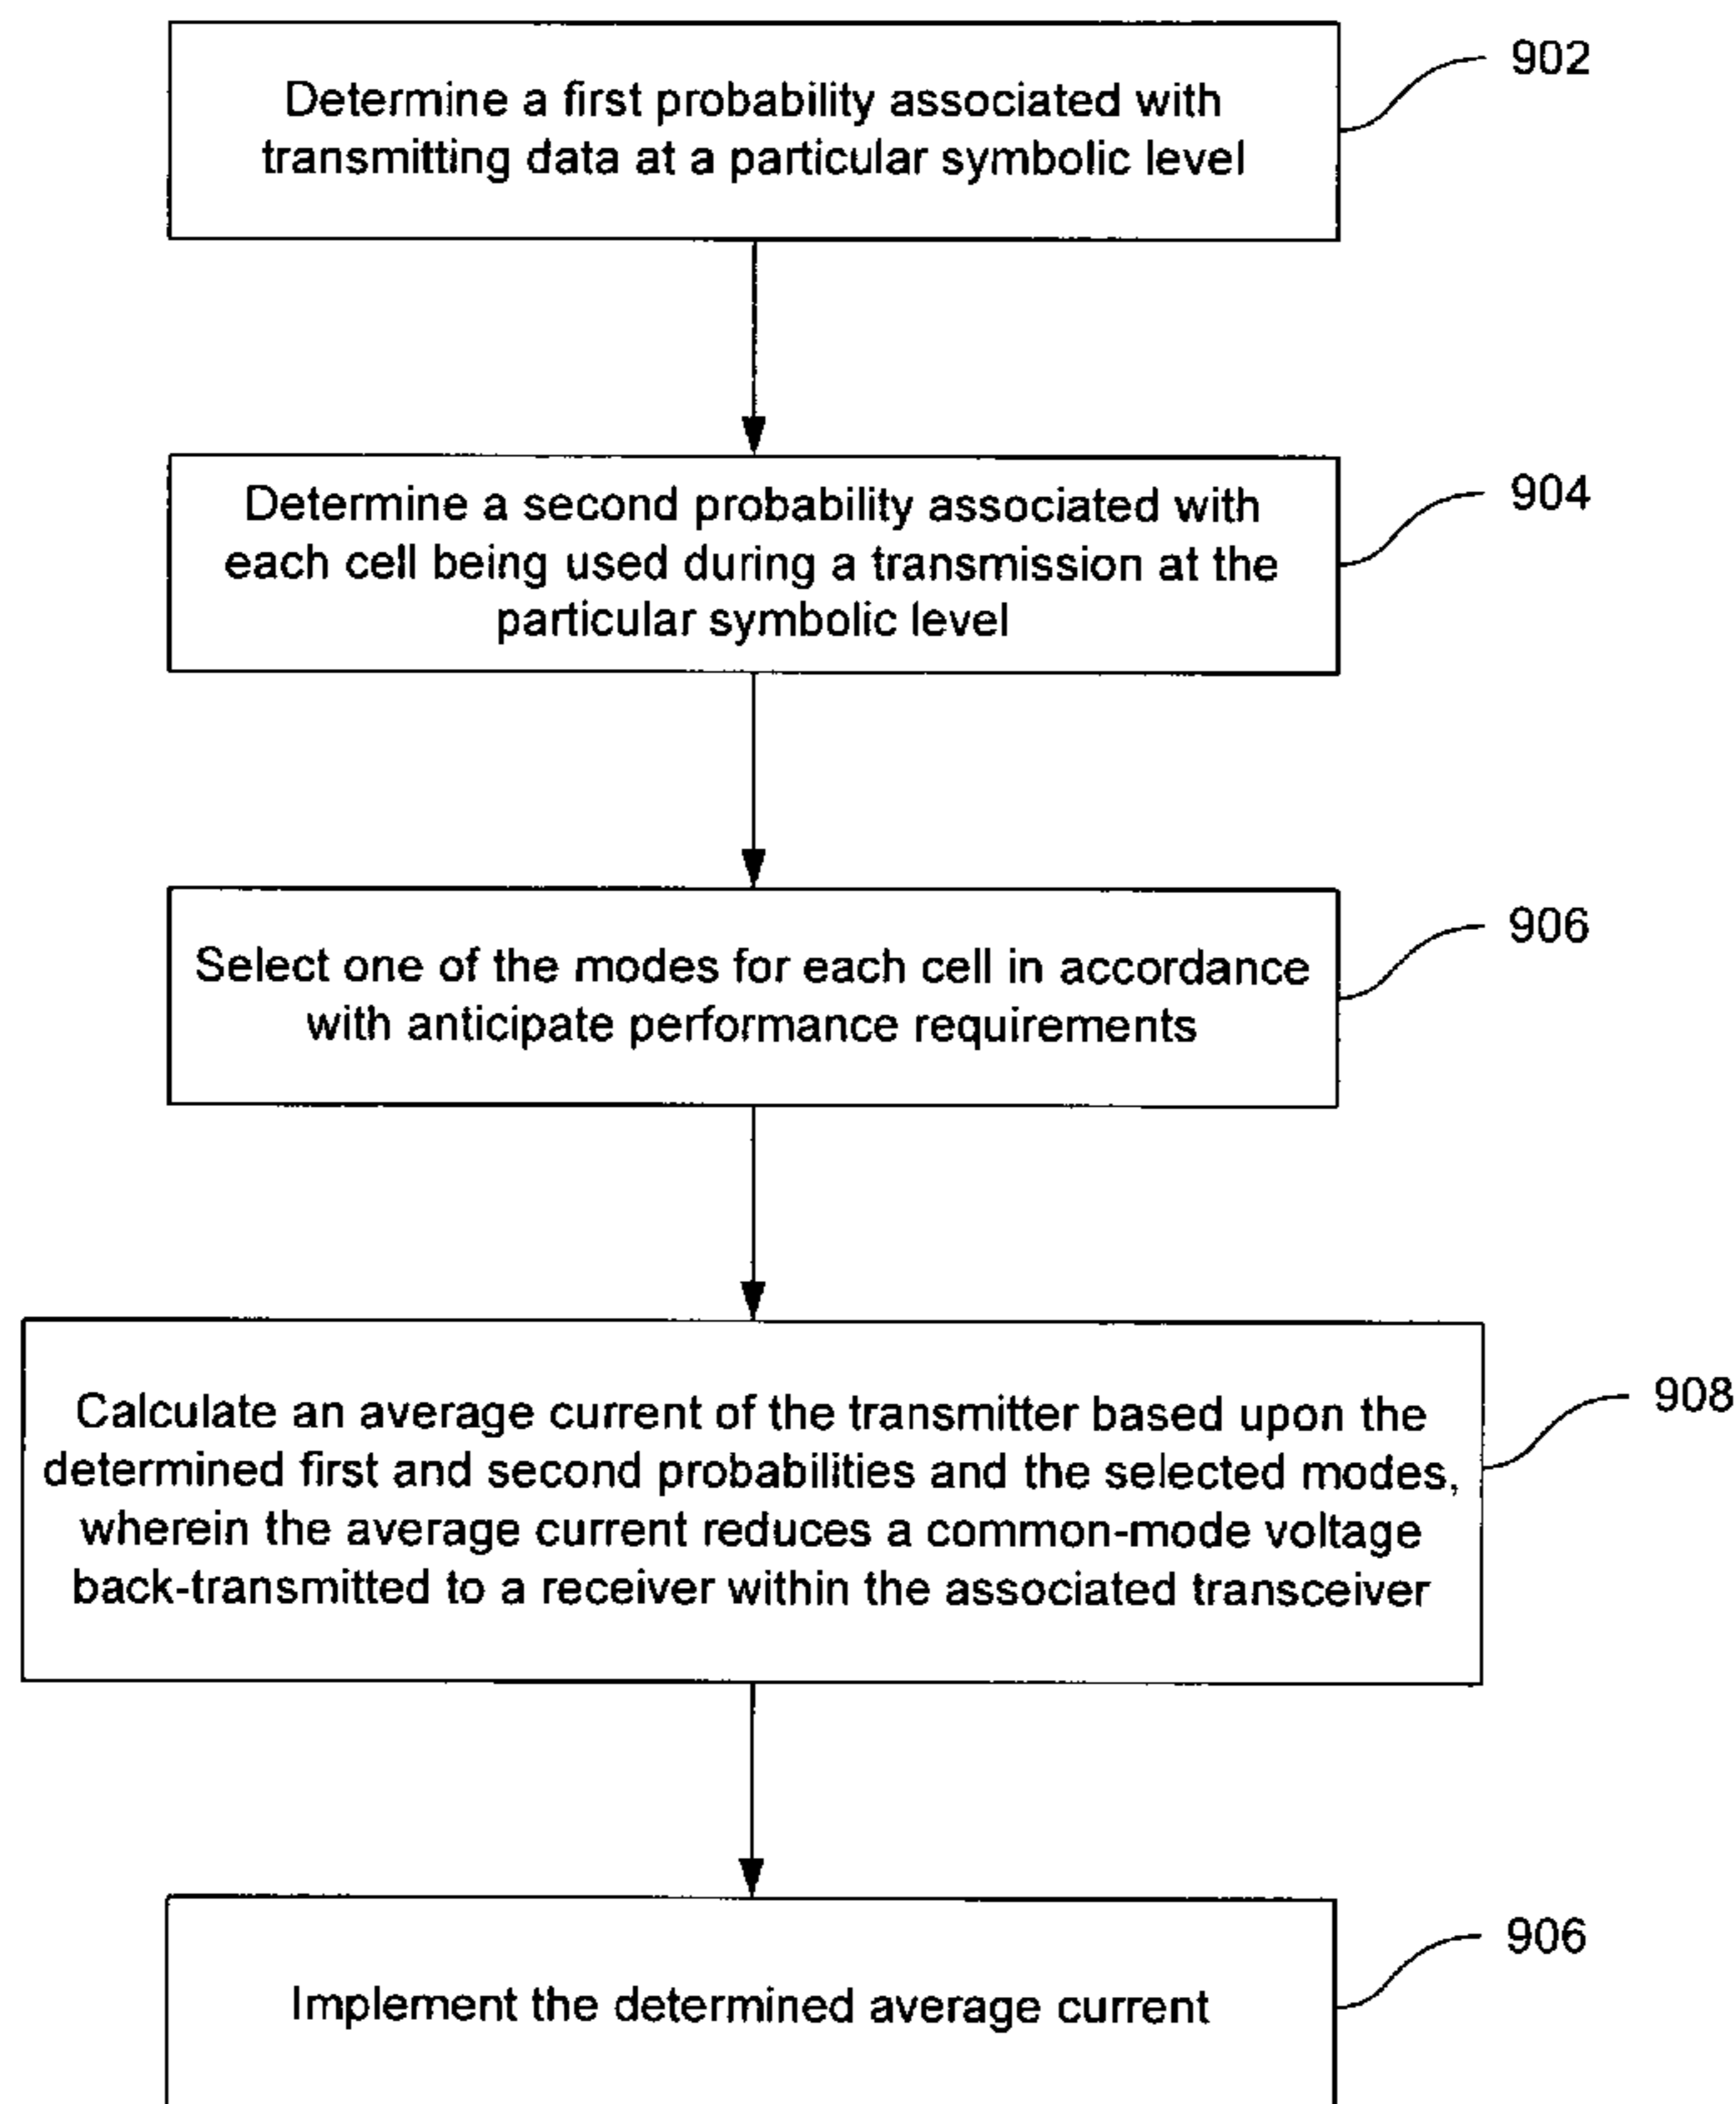 Determine a first probability associated with
transmitting data at a particular symbolic level
902
Determine a second probability associated with
each cell being used during a transmission at the
particular symbolic level
904
Select one of the modes for each cell in accordance
with anticipate performance requirements
906
Calculate an average current of the transmitter based upon the
determined first and second probabilities and the selected modes,
wherein the average current reduces a common-mode voltage
back-transmitted to a receiver within the associated transceiver
908
Implement the determined average current
906